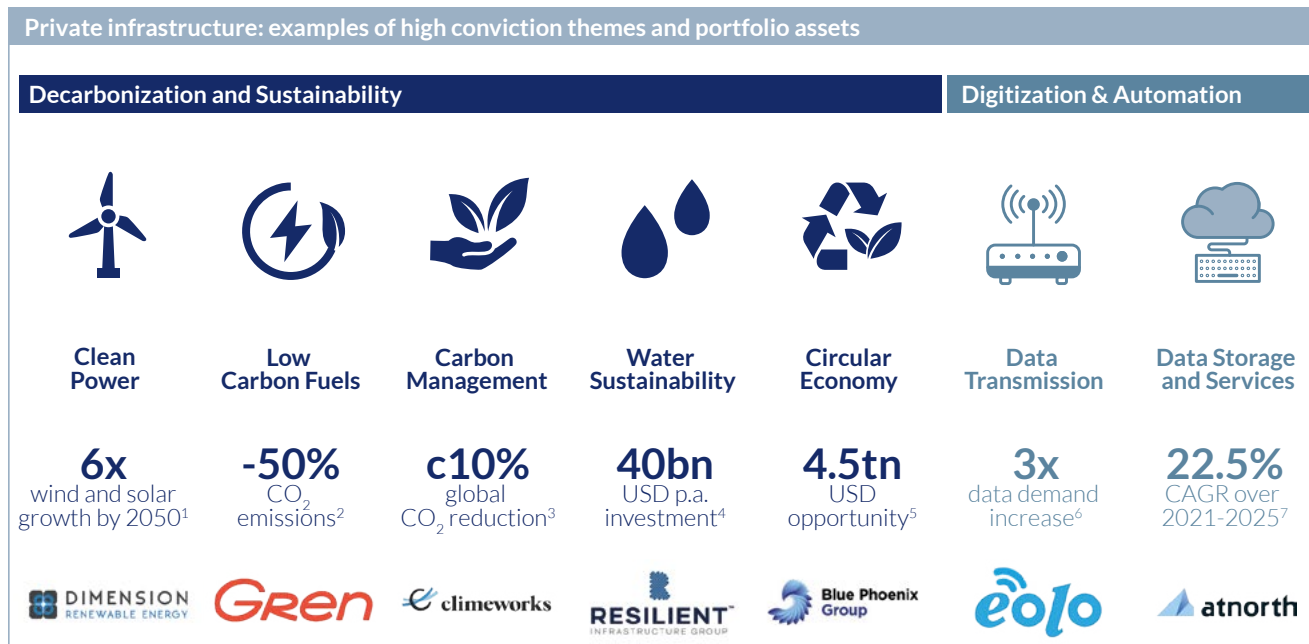 Private infrastructure: examples of high conviction themes and portfolio assets
Decarbonization and Sustainability
Digitization & Automation
Clean
Power
Low
Carbon Fuels
Carbon
Management
Water
Sustainability
Circular
Economy
Data
Transmission
Data Storage
and Services
6x
wind and solar
growth by 2050¹
-50%
CO₂
emissions²
c10%
global
CO₂ reduction³
40bn
USD p.a.
investment⁴
4.5tn
USD
opportunity⁵
3x
data demand
increase⁶
22.5%
CAGR over
2021-2025⁷
DIMENSION
RENEWABLE ENERGY
GREN
climeworks
RESILIENT™
INFRASTRUCTURE GROUP
Blue Phoenix
Group
eolo
atnorth